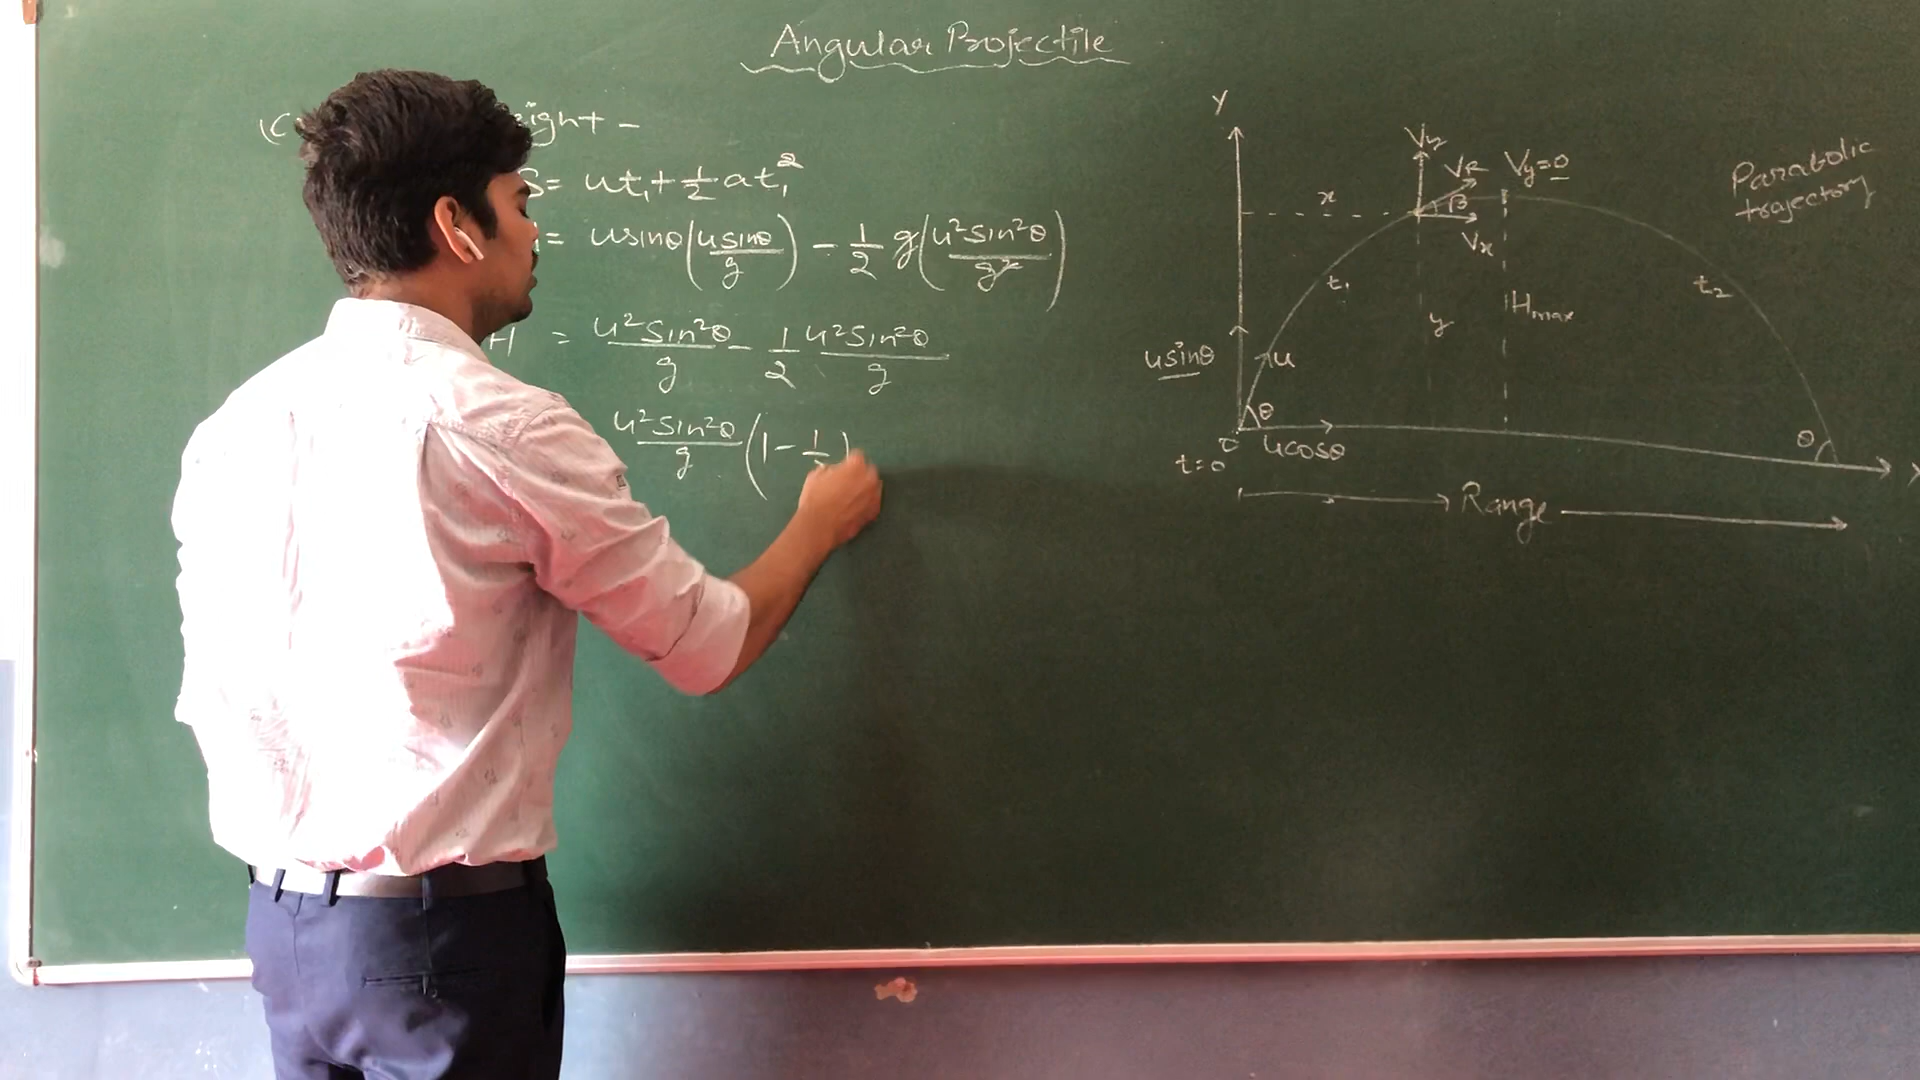 Angular Projectile
S= ut₁ + 1/2 at₁²
= usinθ (usinθ/g) - 1/2 g (u²sin²θ/g²)
H = u²sin²θ/g - 1/2 u²sin²θ/g
u²sin²θ/g (1 - 1/2)
Y
Vy
VR
Vy=0
Parabolic
trajectory
x
β
Vx
t₁
t₂
Hmax
y
usinθ
u
θ
θ
o
ucosθ
t=0
Range